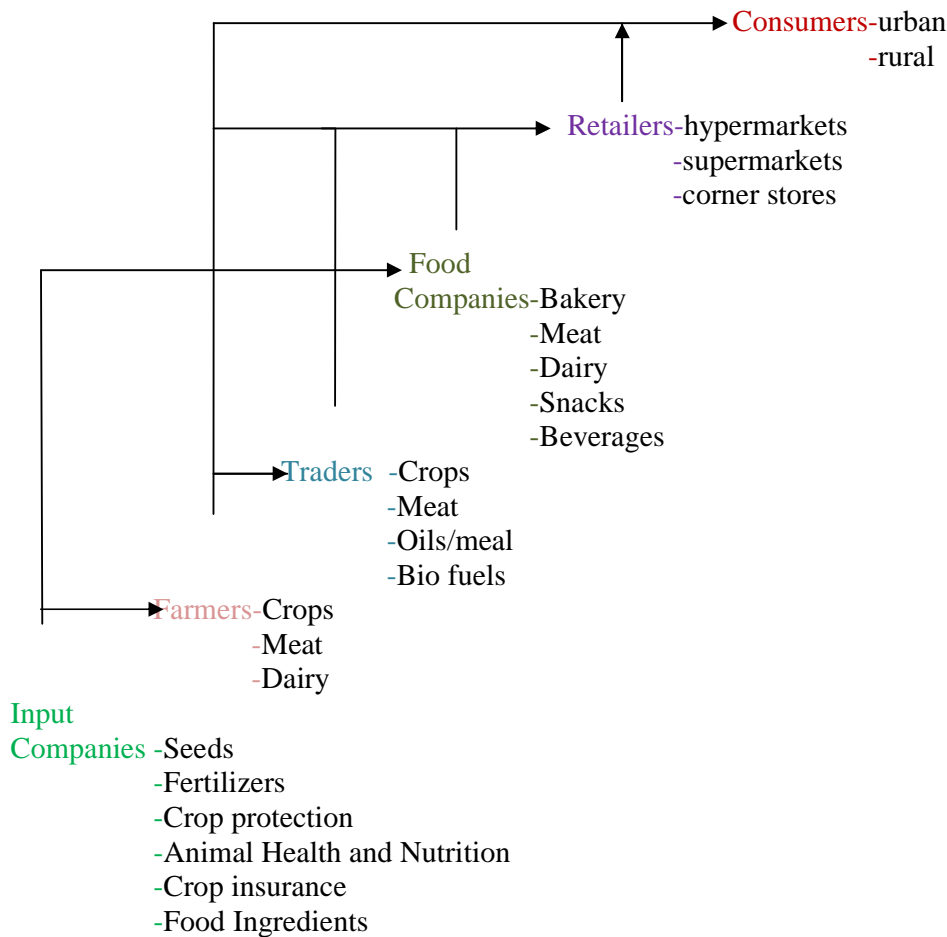 Consumers-urban
-rural
Retailers-hypermarkets
-supermarkets
-corner stores
Food
Companies-Bakery
-Meat
-Dairy
-Snacks
-Beverages
Traders -Crops
-Meat
-Oils/meal
-Bio fuels
Farmers-Crops
-Meat
-Dairy
Input
Companies -Seeds
-Fertilizers
-Crop protection
-Animal Health and Nutrition
-Crop insurance
-Food Ingredients